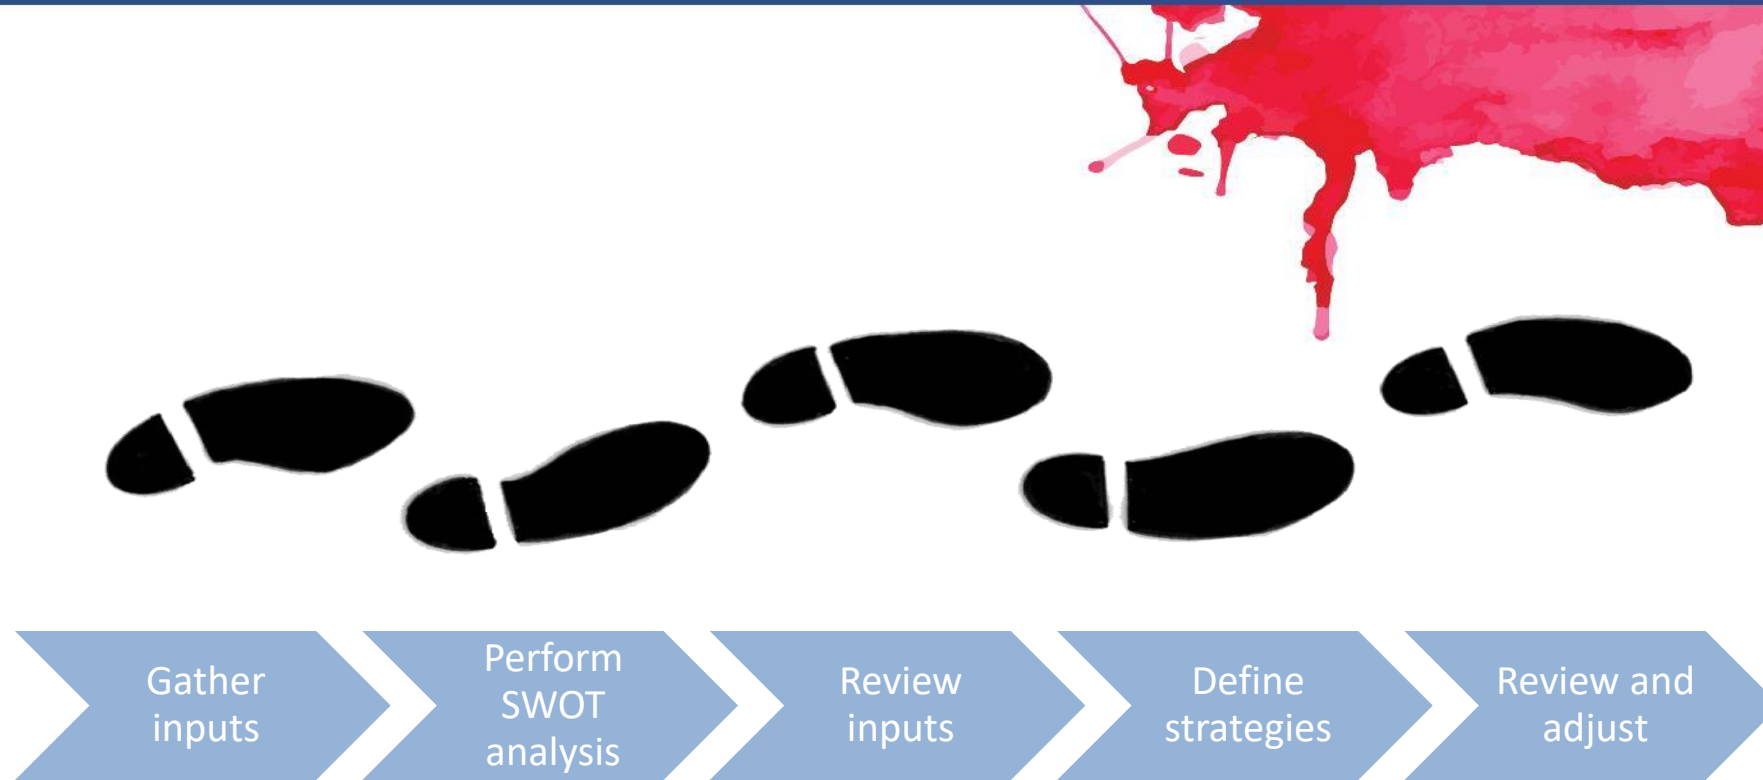 Gather
inputs
Perform
SWOT
analysis
Review
inputs
Define
strategies
Review and
adjust